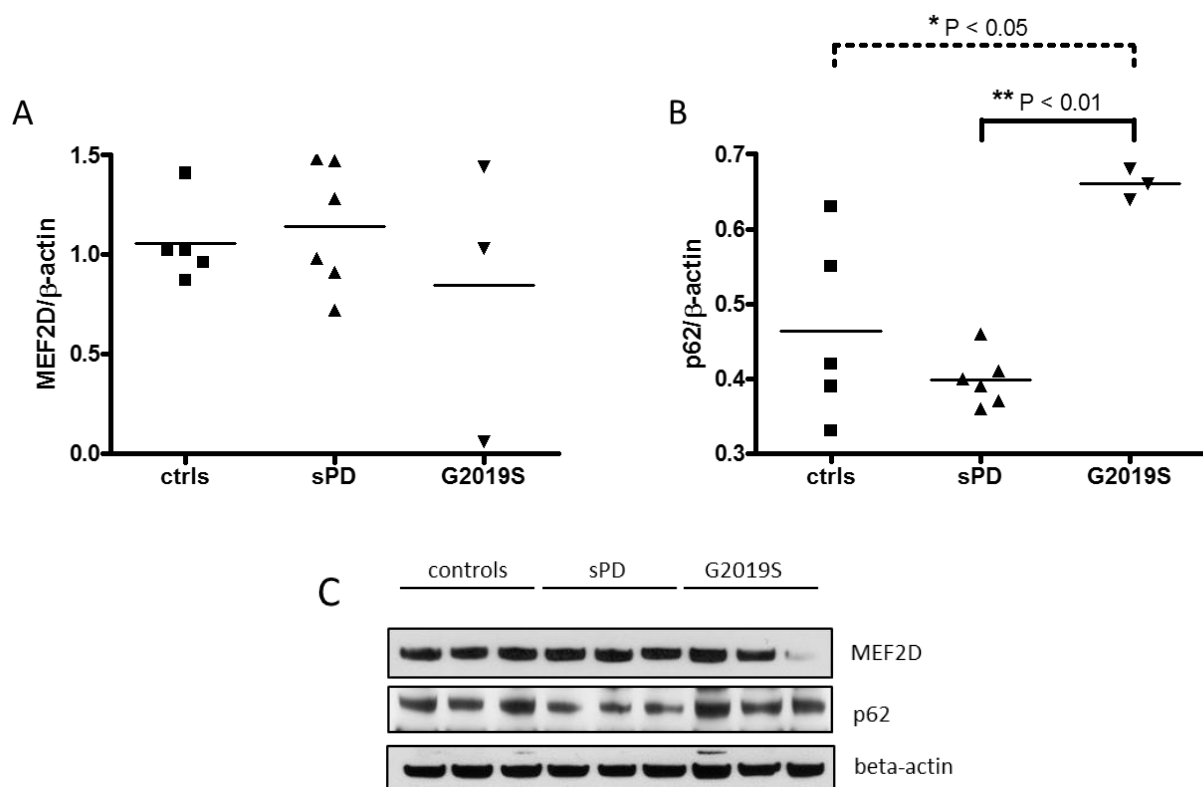 * P < 0.05
A
B
** P < 0.01
MEF2D/β-actin
1.5
1.0
0.5
0.0
ctrls
sPD
G2019S
p62/β-actin
0.7
0.6
0.5
0.4
0.3
ctrls
sPD
G2019S
C
controls
sPD
G2019S
MEF2D
p62
beta-actin